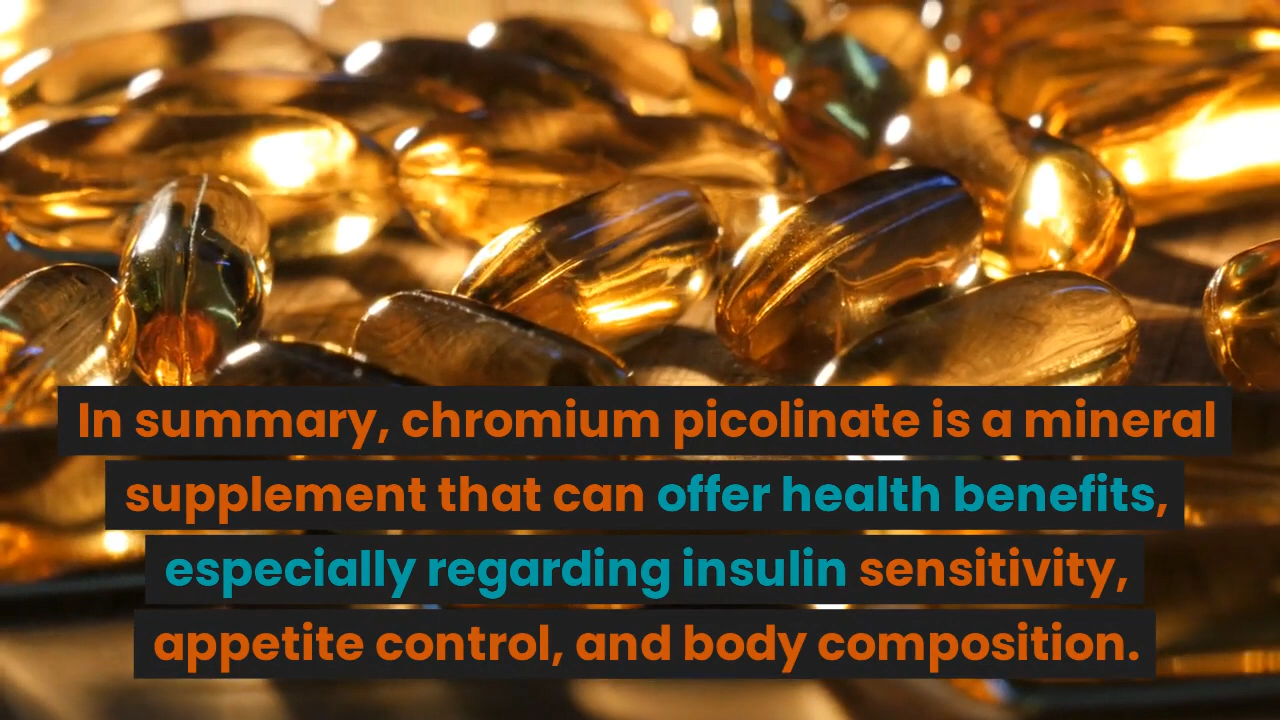 In summary, chromium picolinate is a mineral
supplement that can offer health benefits,
especially regarding insulin sensitivity,
appetite control, and body composition.